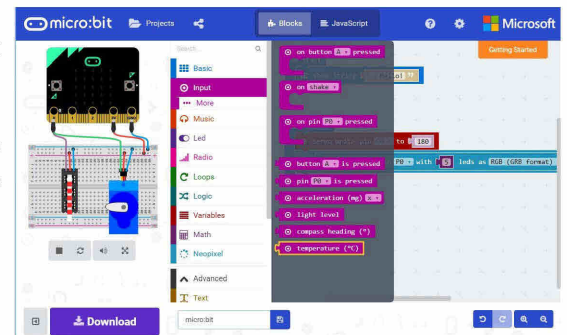 micro:bit
Projects
Blocks
JavaScript
Microsoft
Search...
Getting Started
Basic
Input
More
Music
Led
Radio
Loops
Logic
Variables
Math
Neopixel
Advanced
Text
on button A pressed
on shake
on pin P0 pressed
to 180
button A is pressed
P0 with 5 leds as RGB (GRB format)
pin P0 is pressed
acceleration (mg) x
light level
compass heading (°)
temperature (°C)
Download
micro:bit